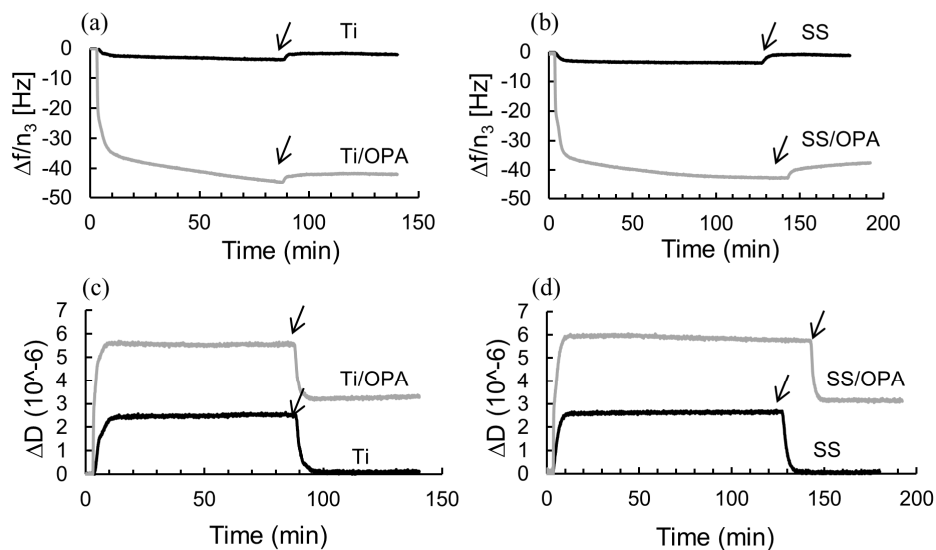 (a)
Ti
0
-10
-20
-30
-40
-50
Δf/n3 [Hz]
Ti/OPA
0
50
100
150
Time (min)
(b)
SS
0
-10
-20
-30
-40
-50
Δf/n3 [Hz]
SS/OPA
0
50
100
150
200
Time (min)
(c)
7
6
5
4
3
2
1
0
ΔD (10^-6)
Ti/OPA
Ti
0
50
100
150
Time (min)
(d)
7
6
5
4
3
2
1
0
ΔD (10^-6)
SS/OPA
SS
0
50
100
150
200
Time (min)